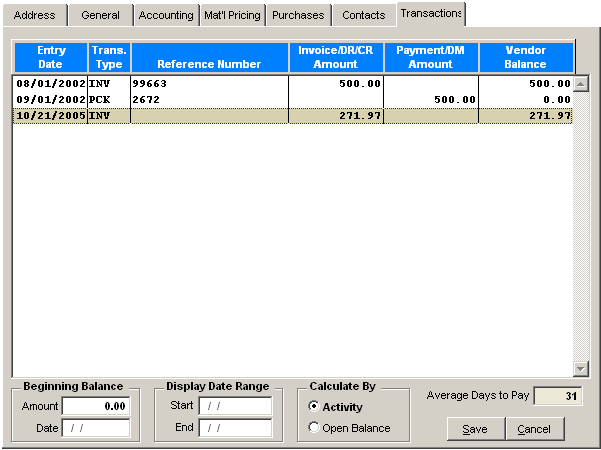 Address General Accounting Mat'l Pricing Purchases Contacts Transactions
Entry Date Trans. Type Reference Number Invoice/DR/CR Amount Payment/DM Amount Vendor Balance
08/01/2002 INV 99663 500.00 500.00
09/01/2002 PCK 2672 500.00 0.00
10/21/2005 INV 271.97 271.97
Beginning Balance Display Date Range Calculate By
Amount 0.00 Start / / Activity Average Days to Pay 31
Date / / End / / Open Balance Save Cancel